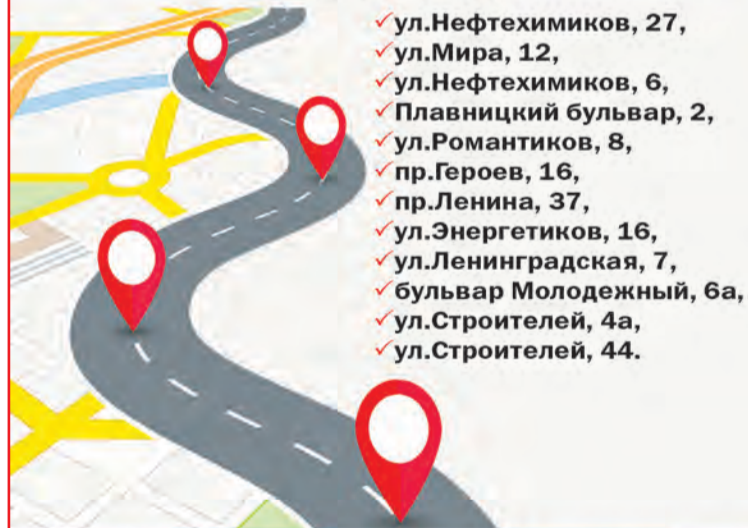 ✓ул.Нефтехимиков, 27,
✓ул.Мира, 12,
✓ул.Нефтехимиков, 6,
✓Плавницкий бульвар, 2,
✓ул.Романтиков, 8,
✓пр.Героев, 16,
✓пр.Ленина, 37,
✓ул.Энергетиков, 16,
✓ул.Ленинградская, 7,
✓бульвар Молодежный, 6а,
✓ул.Строителей, 4а,
✓ул.Строителей, 44.